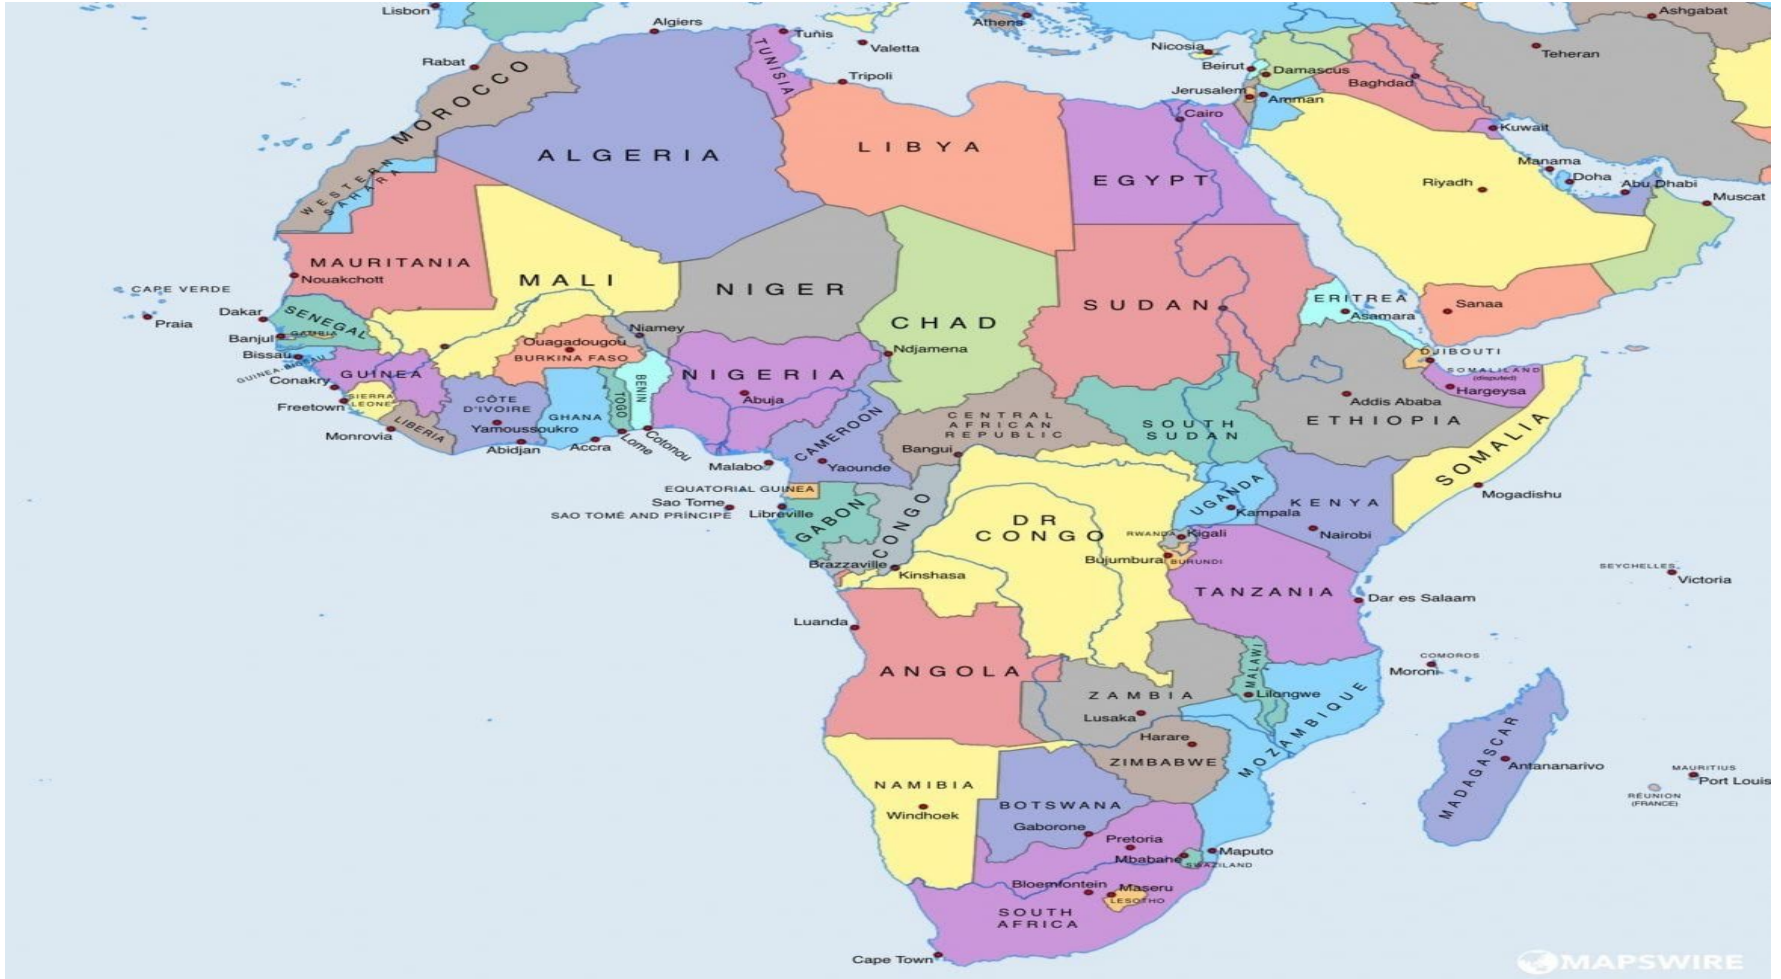 Lisbon
Algiers
Tunis
Valetta
Athens
Nicosia
Ashgabat
Teheran
Rabat
MOROCCO
TUNISIA
Tripoli
Beirut
Damascus
Baghdad
Jerusalem
Amman
Cairo
Kuwait
ALGERIA
LIBYA
EGYPT
Manama
Doha
Riyadh
Abu Dhabi
Muscat
WESTERN
SAHARA
MAURITANIA
Nouakchott
MALI
NIGER
CHAD
SUDAN
ERITREA
Asmara
Sanaa
CAPE VERDE
Praia
Dakar
SENEGAL
Banjul
GAMBIA
Bissau
GUINEA-BISSAU
GUINEA
Conakry
Freetown
SIERRA
LEONE
Monrovia
LIBERIA
CÔTE
D'IVOIRE
Yamoussoukro
Abidjan
Ouagadougou
BURKINA FASO
Niamey
GHANA
Accra
TOGO
Lome
BENIN
Cotonou
NIGERIA
Abuja
Ndjamena
CAMEROON
Yaounde
CENTRAL
AFRICAN
REPUBLIC
Bangui
SOUTH
SUDAN
DJIBOUTI
SOMALILAND
(disputed)
Hargeysa
Addis Ababa
ETHIOPIA
SOMALIA
Mogadishu
Malabo
EQUATORIAL GUINEA
Sao Tome
SAO TOMÉ AND PRÍNCIPE
Libreville
GABON
CONGO
Brazzaville
Kinshasa
DR
CONGO
UGANDA
Kampala
KENYA
Nairobi
RWANDA
Kigali
Bujumbura
BURUNDI
TANZANIA
Dar es Salaam
SEYCHELLES
Victoria
Luanda
ANGOLA
ZAMBIA
Lusaka
MALAWI
Lilongwe
COMOROS
Moroni
MOZAMBIQUE
Harare
ZIMBABWE
MADAGASCAR
Antananarivo
MAURITIUS
Port Louis
RÉUNION
(FRANCE)
NAMIBIA
Windhoek
BOTSWANA
Gaborone
Pretoria
Mbabahe
SWAZILAND
Maputo
Bloemfontein
Maseru
LESOTHO
SOUTH
AFRICA
Cape Town
MAPSWIRE